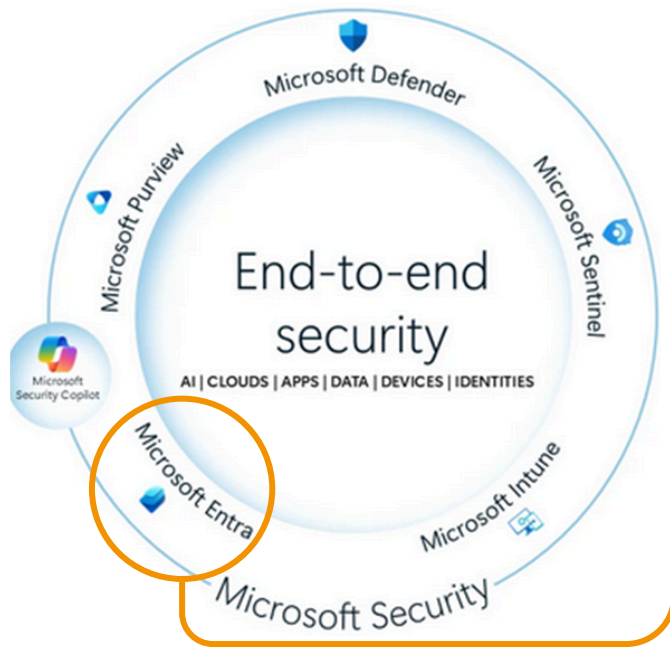 Microsoft Defender
Microsoft Purview
Microsoft Sentinel
End-to-end
security
AI | CLOUDS | APPS | DATA | DEVICES | IDENTITIES
Microsoft
Security Copilot
Microsoft Entra
Microsoft Intune
Microsoft Security